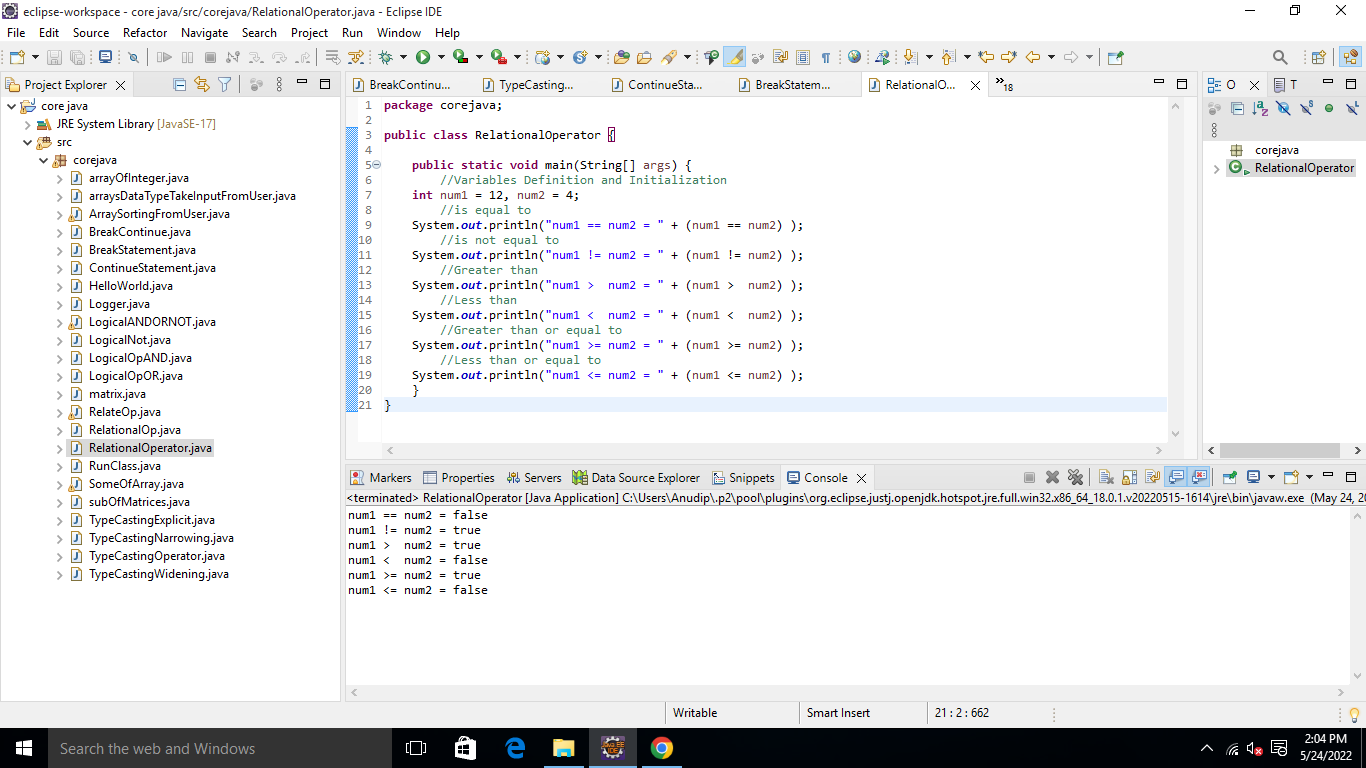 eclipse-workspace - core java/src/corejava/RelationalOperator.java - Eclipse IDE
File Edit Source Refactor Navigate Search Project Run Window Help
Project Explorer
core java
JRE System Library [JavaSE-17]
src
corejava
arrayOfInteger.java
arraysDataTypeTakeInputFromUser.java
ArraySortingFromUser.java
BreakContinue.java
BreakStatement.java
ContinueStatement.java
HelloWorld.java
Logger.java
LogicalANDORNOT.java
LogicalNot.java
LogicalOpAND.java
LogicalOpOR.java
matrix.java
RelateOp.java
RelationalOp.java
RelationalOperator.java
RunClass.java
SomeOfArray.java
subOfMatrices.java
TypeCastingExplicit.java
TypeCastingNarrowing.java
TypeCastingOperator.java
TypeCastingWidening.java
BreakContinu... TypeCasting... ContinueSta... BreakStatem... RelationalO... »18
1 package corejava;
2
3 public class RelationalOperator {
4
5 public static void main(String[] args) {
6 //Variables Definition and Initialization
7 int num1 = 12, num2 = 4;
8 //is equal to
9 System.out.println("num1 == num2 = " + (num1 == num2) );
10 //is not equal to
11 System.out.println("num1 != num2 = " + (num1 != num2) );
12 //Greater than
13 System.out.println("num1 >  num2 = " + (num1 >  num2) );
14 //Less than
15 System.out.println("num1 <  num2 = " + (num1 <  num2) );
16 //Greater than or equal to
17 System.out.println("num1 >= num2 = " + (num1 >= num2) );
18 //Less than or equal to
19 System.out.println("num1 <= num2 = " + (num1 <= num2) );
20 }
21 }
O T
corejava
RelationalOperator
Markers Properties Servers Data Source Explorer Snippets Console
<terminated> RelationalOperator [Java Application] C:\Users\Anudip\.p2\pool\plugins\org.eclipse.justj.openjdk.hotspot.jre.full.win32.x86_64_18.0.1.v20220515-1614\jre\bin\javaw.exe (May 24, 20
num1 == num2 = false
num1 != num2 = true
num1 >  num2 = true
num1 <  num2 = false
num1 >= num2 = true
num1 <= num2 = false
Writable Smart Insert 21 : 2 : 662
Search the web and Windows
JAVA EE
IDE
2:04 PM
5/24/2022